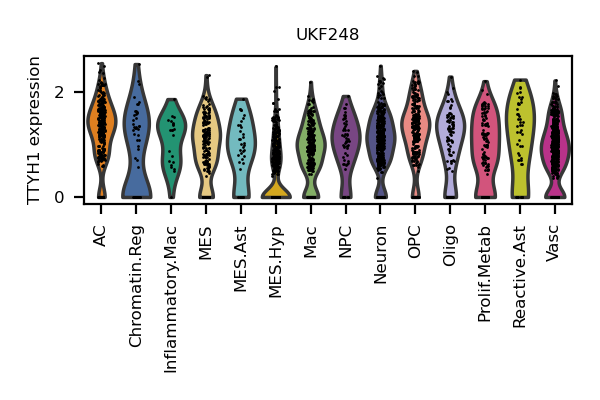 UKF248
TTYH1 expression
2
0
AC
Chromatin.Reg
Inflammatory.Mac
MES
MES.Ast
MES.Hyp
Mac
NPC
Neuron
OPC
Oligo
Prolif.Metab
Reactive.Ast
Vasc